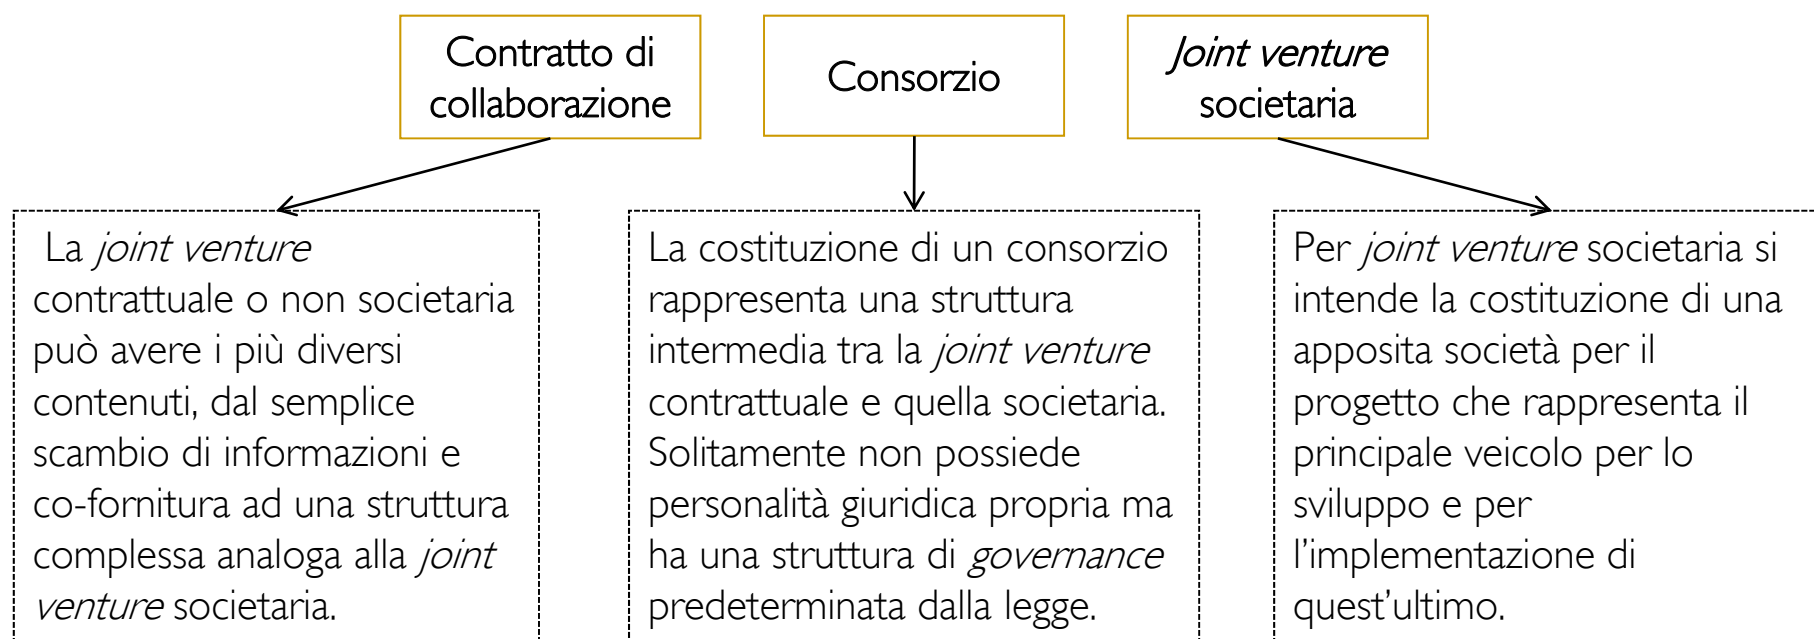 Contratto di
collaborazione
Consorzio
Joint venture
societaria
La joint venture
contrattuale o non societaria
può avere i più diversi
contenuti, dal semplice
scambio di informazioni e
co-fornitura ad una struttura
complessa analoga alla joint
venture societaria.
La costituzione di un consorzio
rappresenta una struttura
intermedia tra la joint venture
contrattuale e quella societaria.
Solitamente non possiede
personalità giuridica propria ma
ha una struttura di governance
predeterminata dalla legge.
Per joint venture societaria si
intende la costituzione di una
apposita società per il
progetto che rappresenta il
principale veicolo per lo
sviluppo e per
l’implementazione di
quest’ultimo.